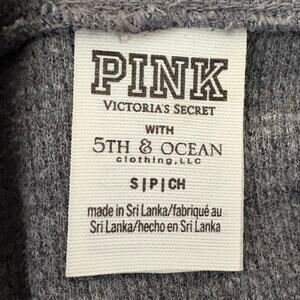 PINK
VICTORIA'S SECRET
WITH
5TH & OCEAN
clothing, LLC
S|P|CH
made in Sri Lanka/fabriqué au
Sri Lanka/hecho en Sri Lanka